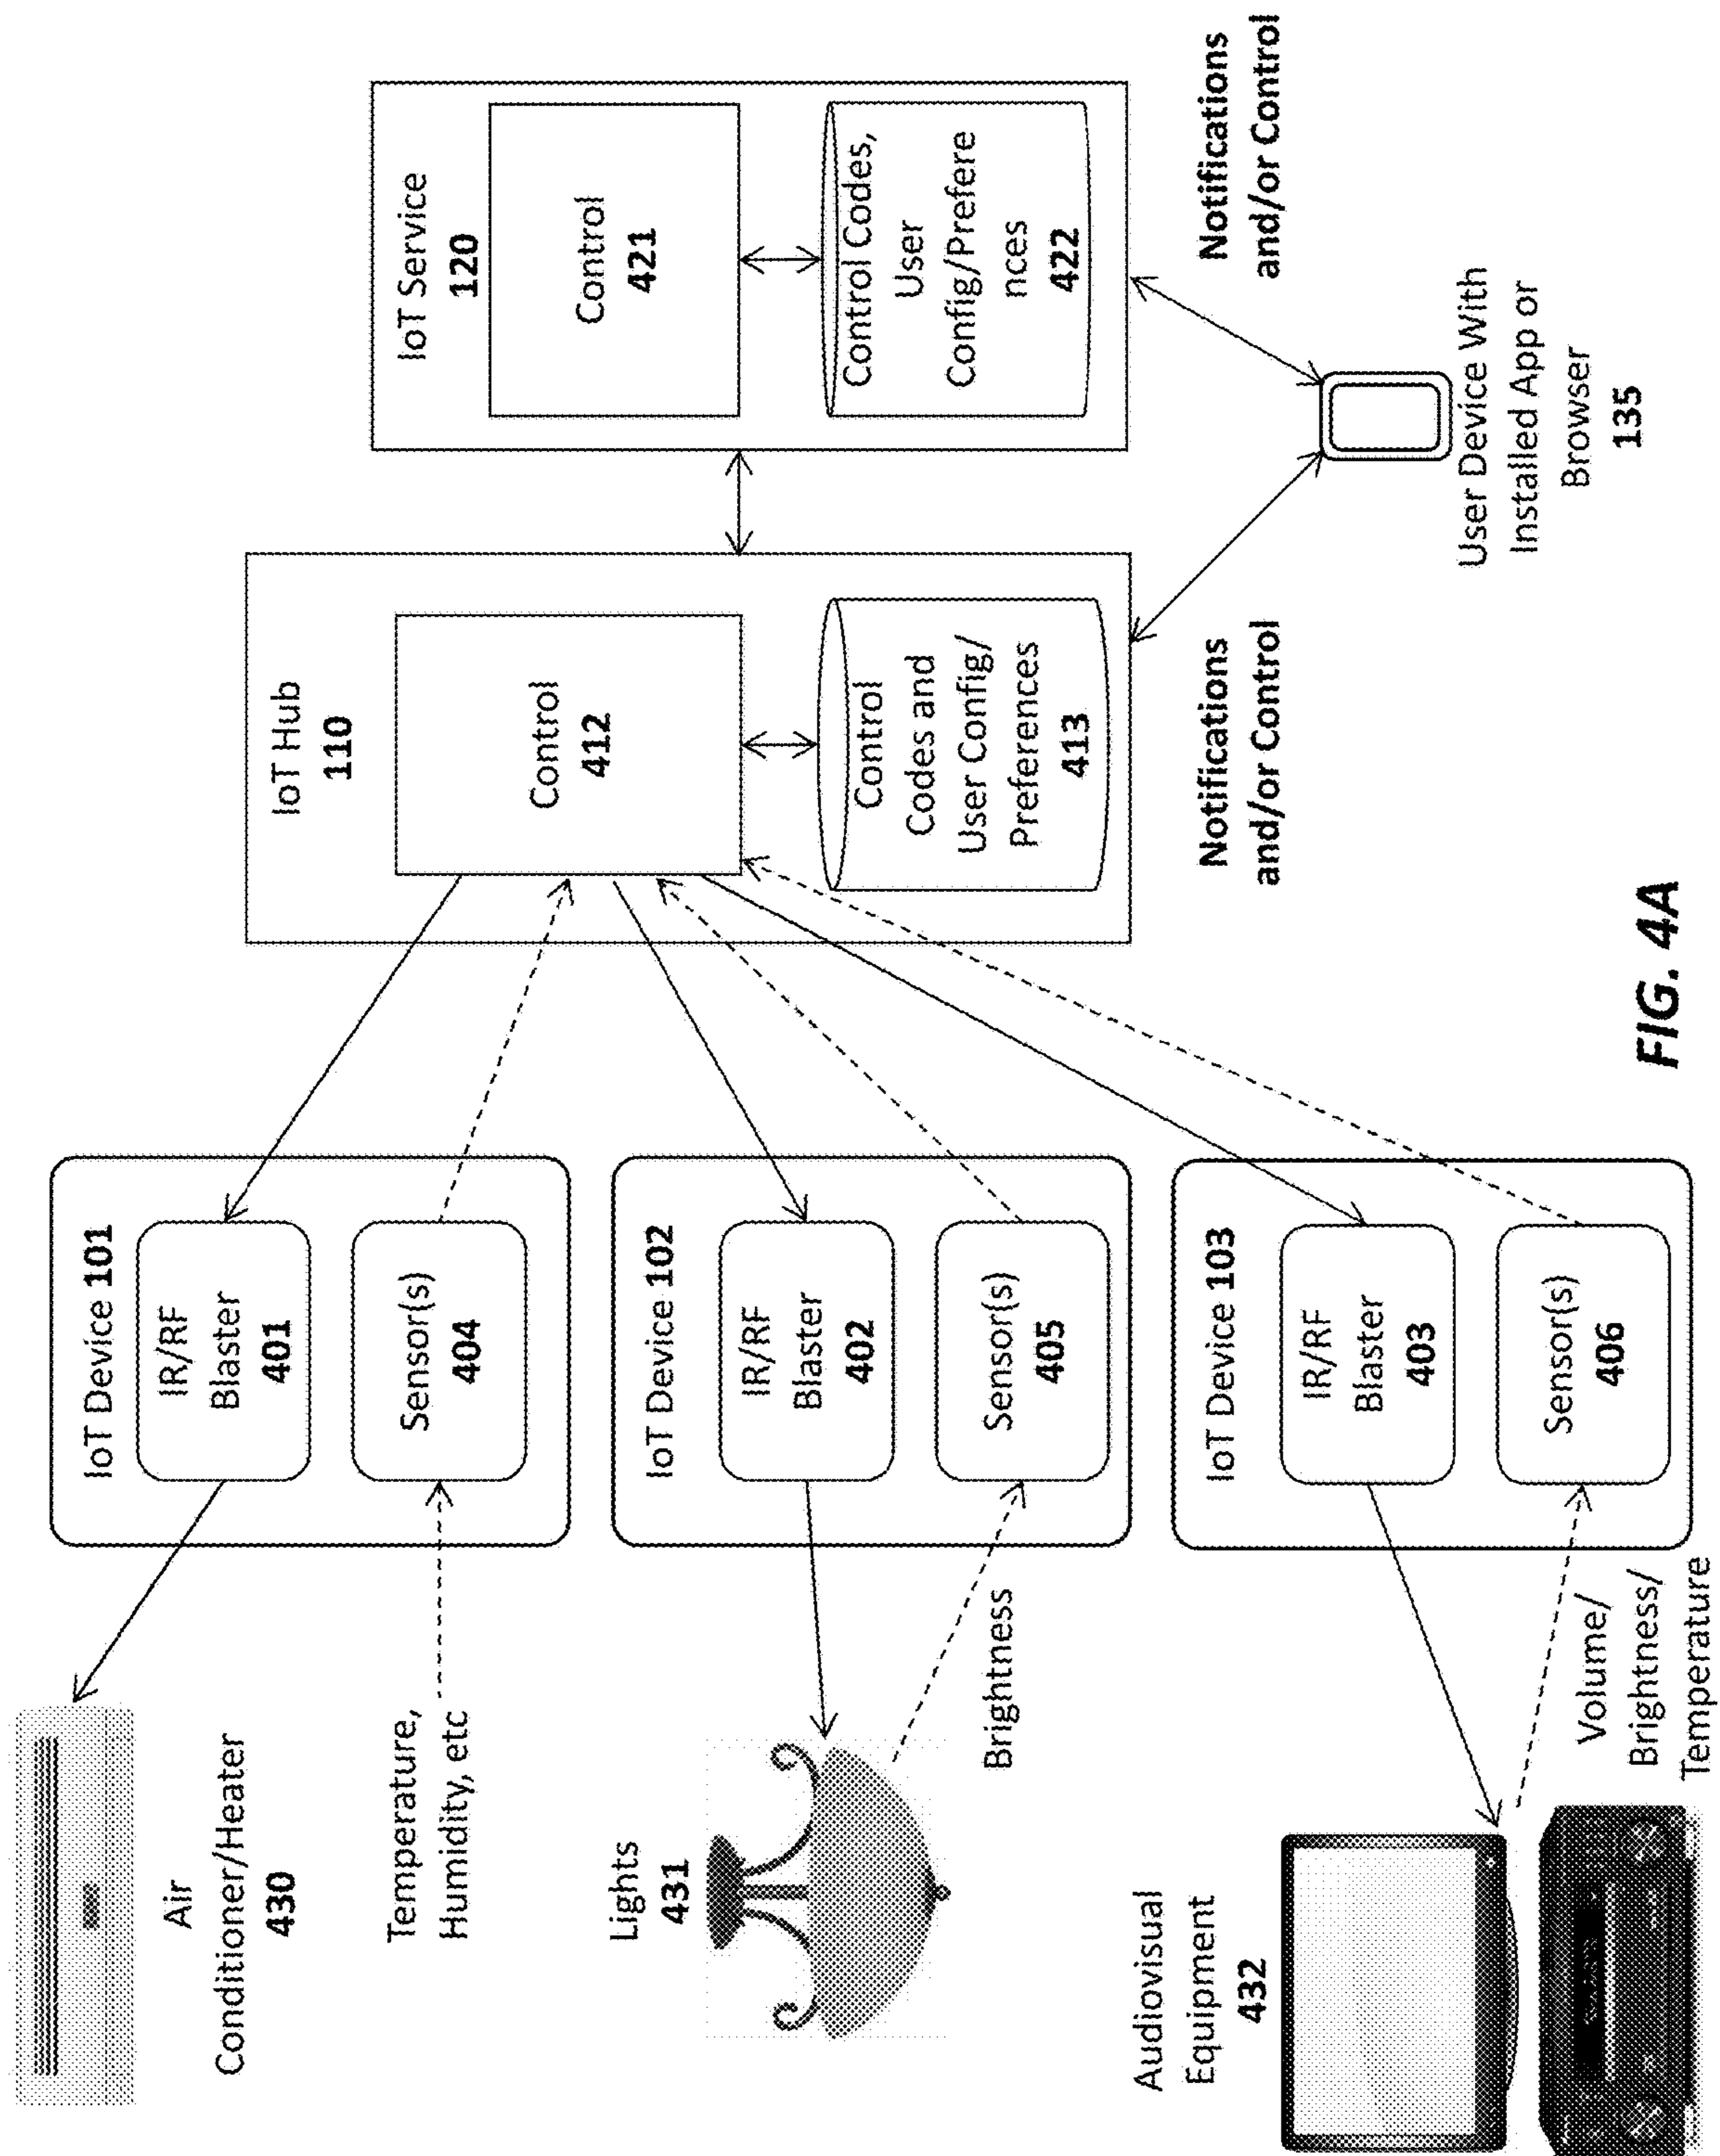 Air
Conditioner/Heater
430
Temperature,
Humidity, etc
Lights
431
Brightness
Audiovisual
Equipment
432
Volume/
Brightness/
Temperature
IoT Device 101
IR/RF
Blaster
401
Sensor(s)
404
IoT Device 102
IR/RF
Blaster
402
Sensor(s)
405
IoT Device 103
IR/RF
Blaster
403
Sensor(s)
406
IoT Hub
110
Control
412
Control
Codes and
User Config/
Preferences
413
Notifications
and/or Control
IoT Service
120
Control
421
Control Codes,
User
Config/Prefere
nces
422
Notifications
and/or Control
User Device With
Installed App or
Browser
135
FIG. 4A